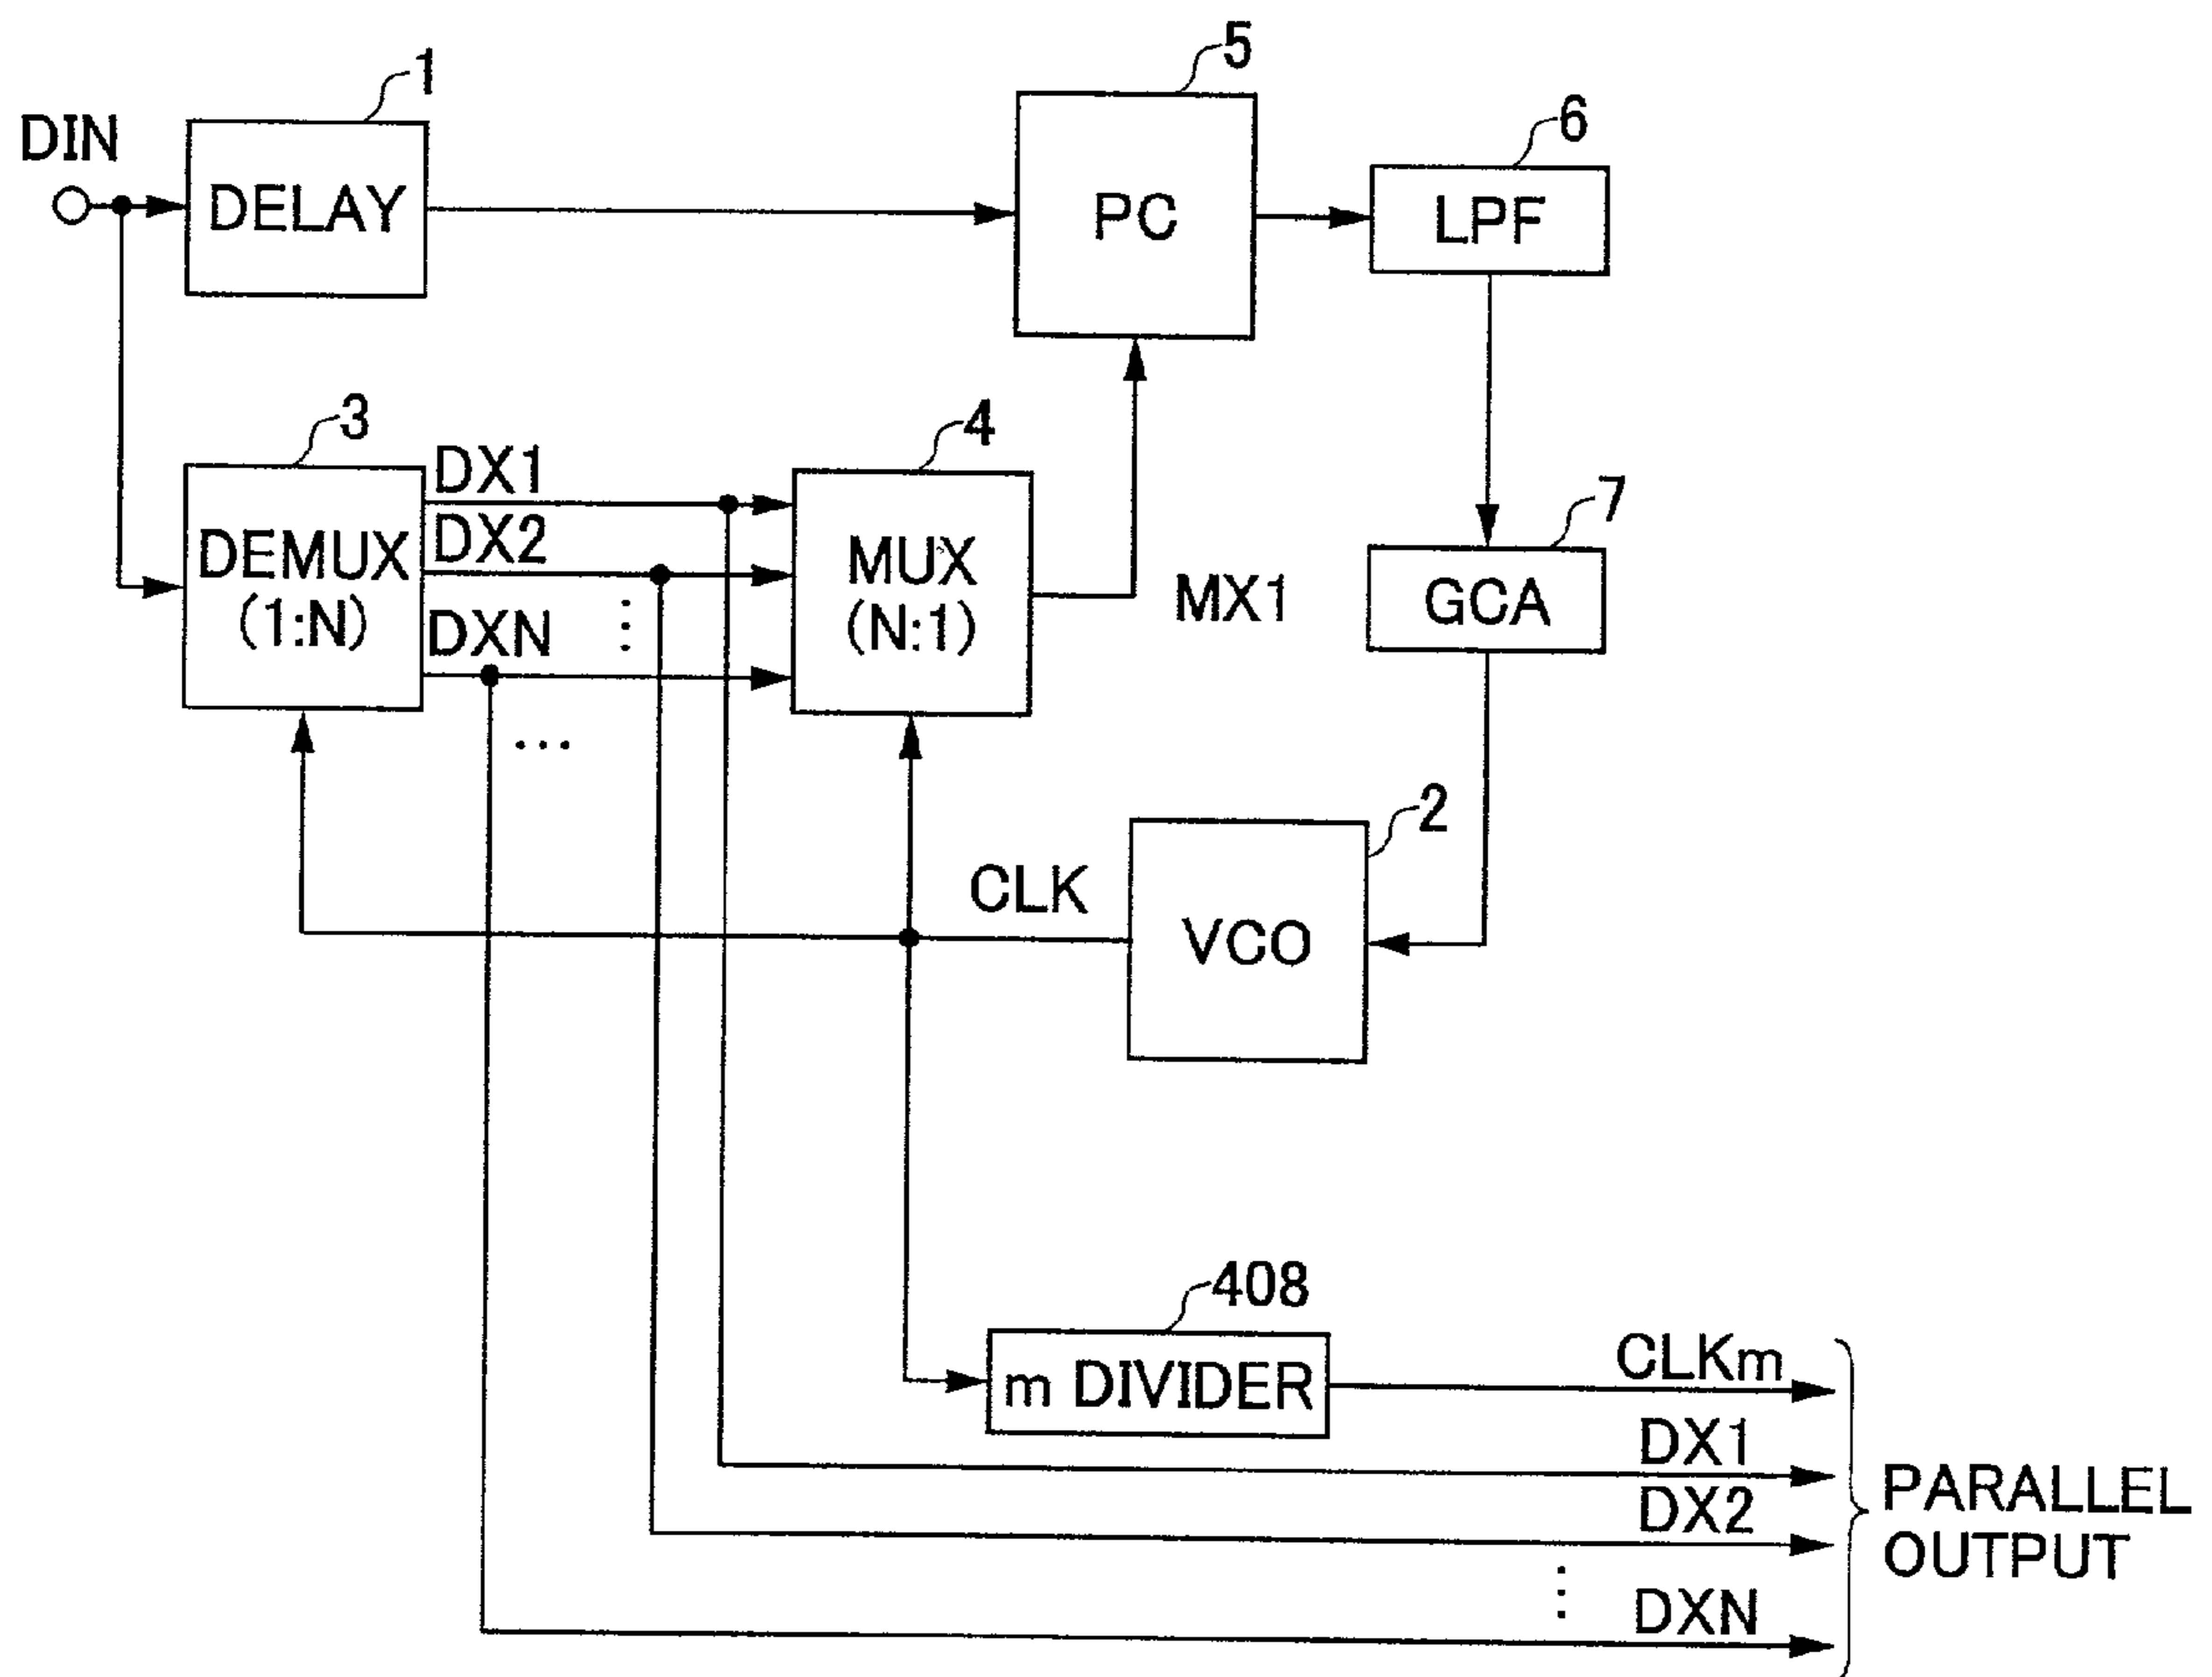 1
5
6
DIN
DELAY
PC
LPF
3
4
DX1
DX2
DXN
⋮
DEMUX
(1:N)
MUX
(N:1)
MX1
7
GCA
...
2
CLK
VCO
408
m DIVIDER
CLKm
DX1
DX2
⋮
DXN
PARALLEL
OUTPUT